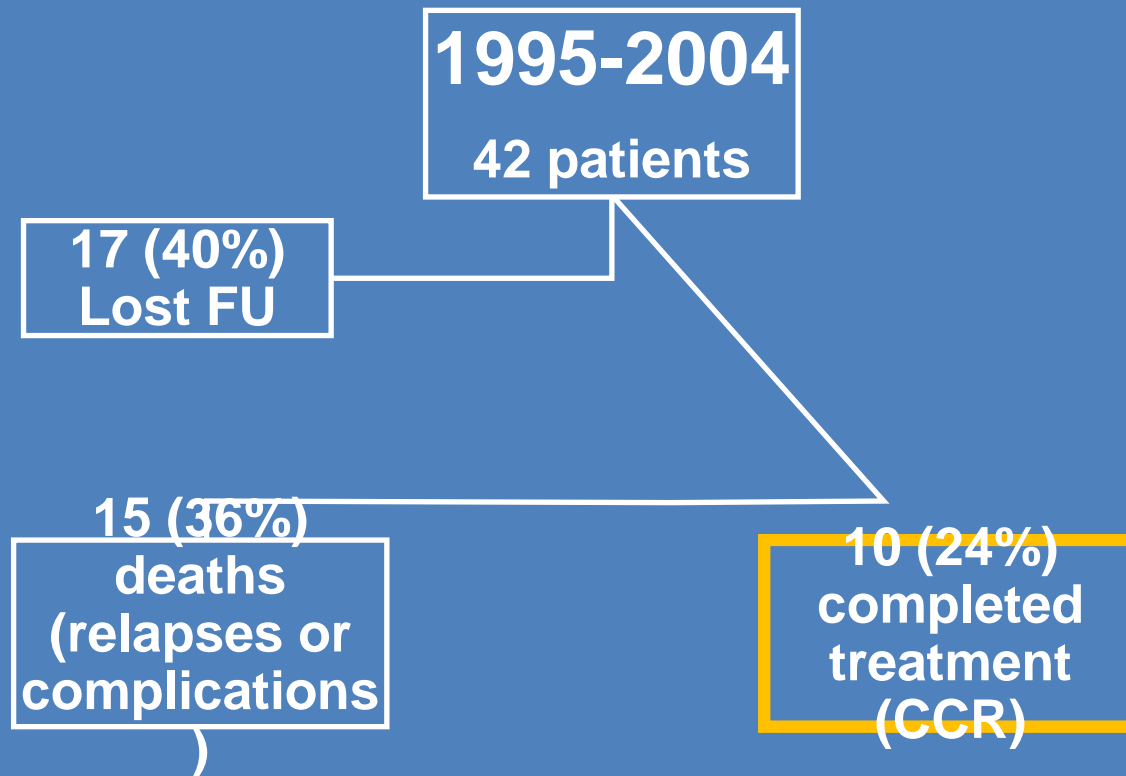 1995-2004
42 patients
17 (40%)
Lost FU
15 (36%)
deaths
(relapses or
complications
)
10 (24%)
completed
treatment
(CCR)